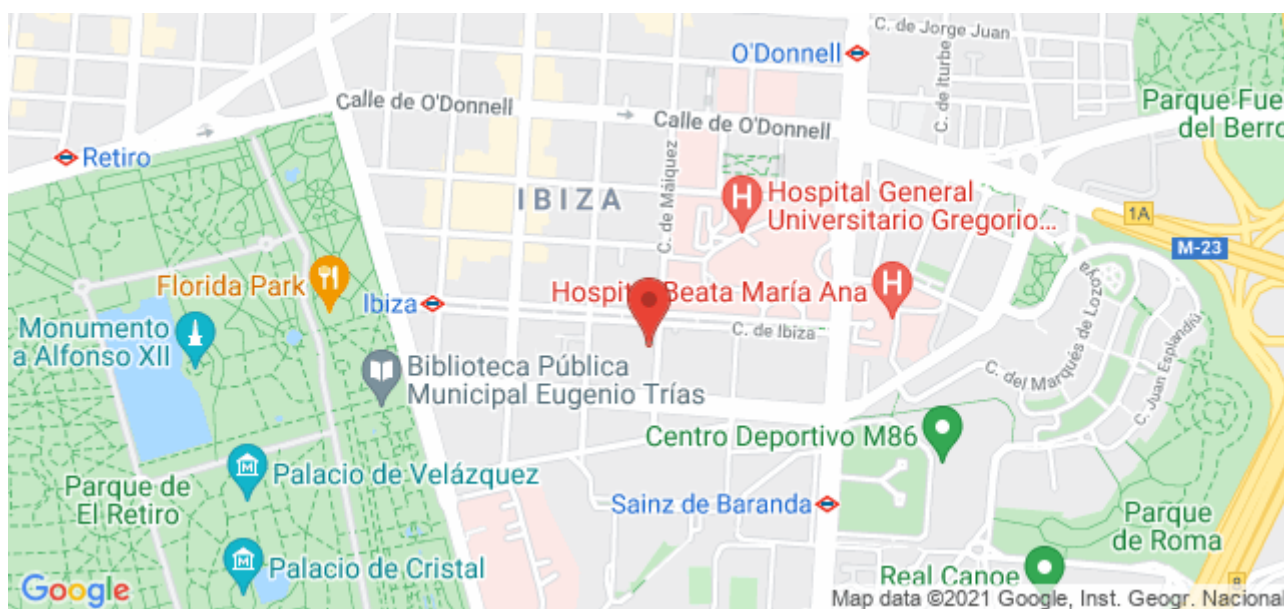 C. de Jorge Juan
O'Donnell
C. de Iturbe
Calle de O'Donnell
Calle de O'Donnell
Parque Fue
del Berro
Retiro
IBIZA
C. de Máiquez
Hospital General
Universitario Gregorio...
1A
M-23
Florida Park
Ibiza
Hospital Beata María Ana
C. de Ibiza
Monumento
a Alfonso XII
C. del Marqués de Lozoya
C. Juan Esplandiú
Biblioteca Pública
Municipal Eugenio Trías
Centro Deportivo M86
Palacio de Velázquez
Parque de
El Retiro
Sainz de Baranda
Parque
de Roma
Palacio de Cristal
Real Canoe
Google
Map data ©2021 Google, Inst. Geogr. Nacional